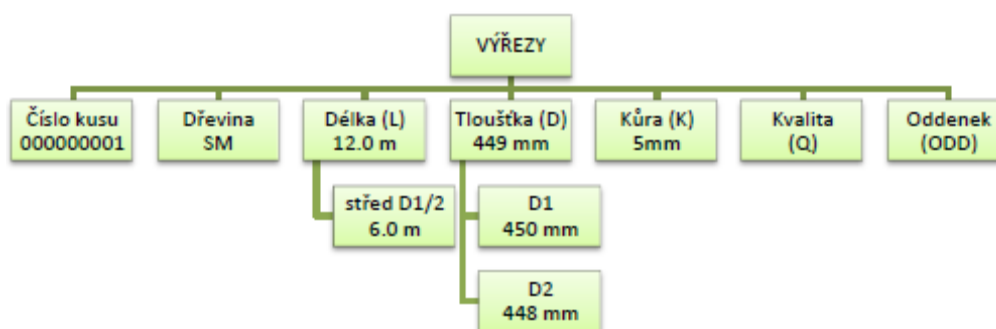 VÝŘEZY
Číslo kusu
000000001
Dřevina
SM
Délka (L)
12.0 m
Tloušťka (D)
449 mm
Kůra (K)
5mm
Kvalita
(Q)
Oddenek
(ODD)
střed D1/2
6.0 m
D1
450 mm
D2
448 mm